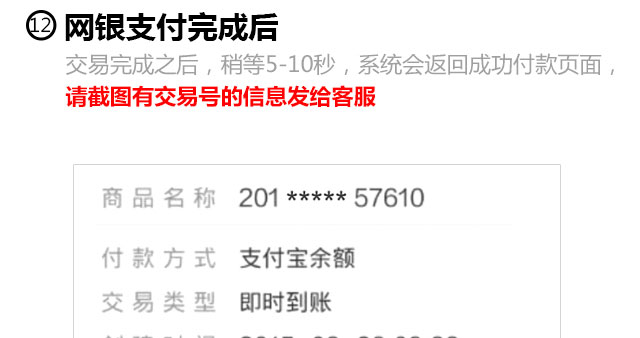 12 网银支付完成后
交易完成之后，稍等5-10秒，系统会返回成功付款页面，
请截图有交易号的信息发给客服
商品名称 201 ***** 57610
付款方式 支付宝余额
交易类型 即时到账